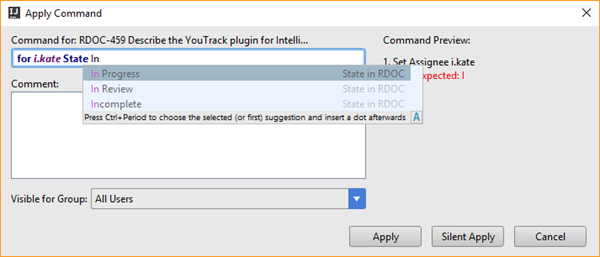 Apply Command
Command for: RDOC-459 Describe the YouTrack plugin for Intelli...
Command Preview:
for i.kate State In
1. Set Assignee i.kate
xpected: I
In Progress State in RDOC
Comment:
In Review State in RDOC
Incomplete State in RDOC
Press Ctrl+Period to choose the selected (or first) suggestion and insert a dot afterwards
Visible for Group: All Users
Apply Silent Apply Cancel